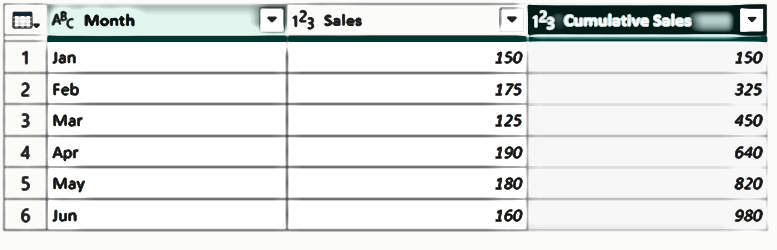 ABC Month 123 Sales 123 Cumulative Sales
1 Jan 150 150
2 Feb 175 325
3 Mar 125 450
4 Apr 190 640
5 May 180 820
6 Jun 160 980